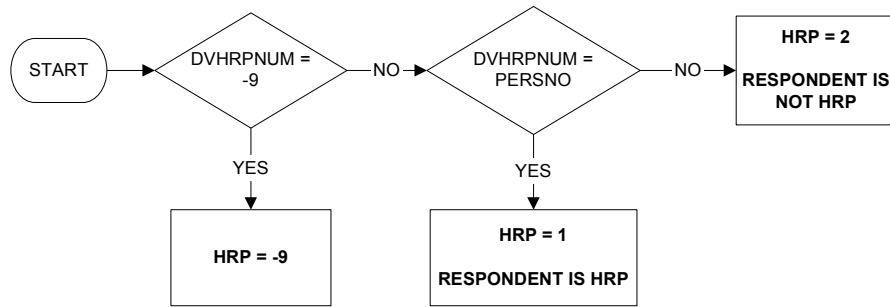 START
DVHRPNUM =
-9
NO
DVHRPNUM =
PERSNO
NO
HRP = 2
RESPONDENT IS
NOT HRP
YES
YES
HRP = -9
HRP = 1
RESPONDENT IS HRP